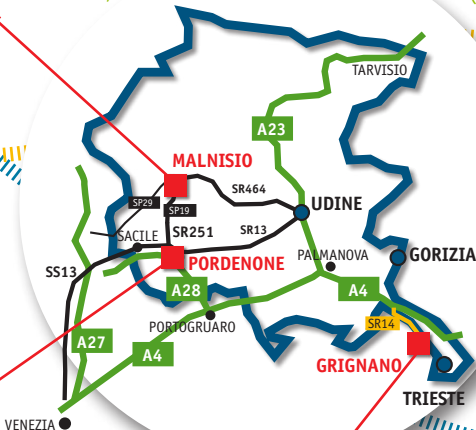 TARVISIO
A23
MALNISIO
SR464
SP29
SP19
UDINE
SACILE
SR251
SR13
PORDENONE
PALMANOVA
GORIZIA
SS13
A28
A4
PORTOGRUARO
SR14
A27
A4
GRIGNANO
TRIESTE
VENEZIA